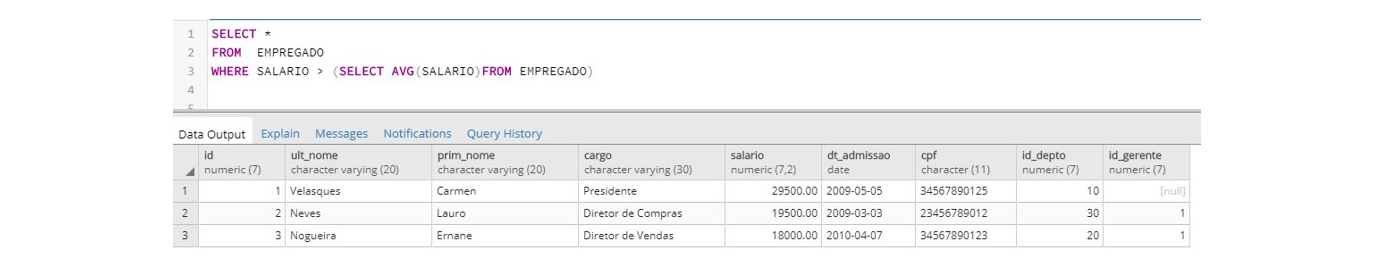 1 SELECT *
2 FROM EMPREGADO
3 WHERE SALARIO > (SELECT AVG(SALARIO)FROM EMPREGADO)
4
5
Data Output Explain Messages Notifications Query History
id ult_nome prim_nome cargo salario dt_admissao cpf id_depto id_gerente
numeric (7) character varying (20) character varying (20) character varying (30) numeric (7,2) date character (11) numeric (7) numeric (7)
1 1 Velasques Carmen Presidente 29500.00 2009-05-05 34567890125 10 [null]
2 2 Neves Lauro Diretor de Compras 19500.00 2009-03-03 23456789012 30 1
3 3 Nogueira Ernane Diretor de Vendas 18000.00 2010-04-07 34567890123 20 1